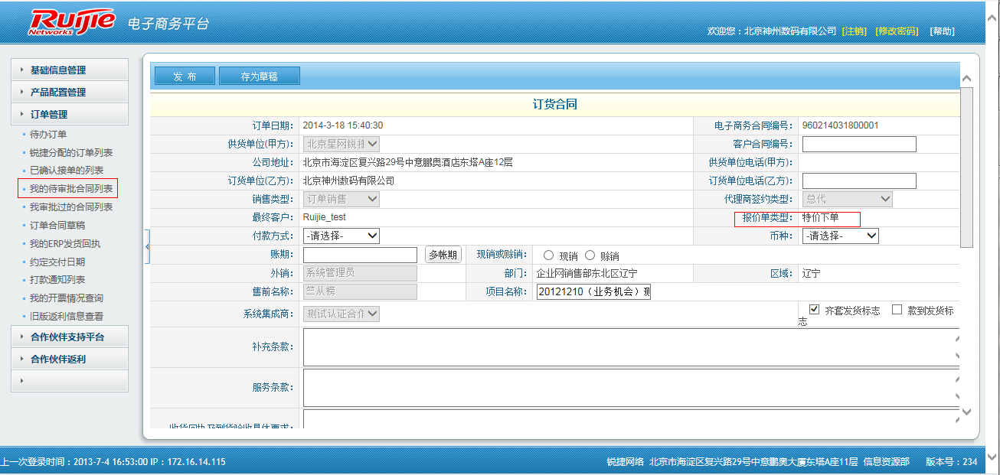 Ruijie Networks 电子商务平台
欢迎您：北京神州数码有限公司 [注销] [修改密码] [帮助]
基础信息管理
产品配置管理
订单管理
待办订单
锐捷分配的订单列表
已确认接单的列表
我的待审批合同列表
我审批过的合同列表
订单合同草稿
我的ERP发货回执
约定交付日期
打款通知列表
我的开票情况查询
旧版返利信息查看
合作伙伴支持平台
合作伙伴返利
发 布 存为草稿
订货合同
订单日期： 2014-3-18 15:40:30 电子商务合同编号： 960214031800001
供货单位(甲方)： 北京星网锐捷 客户合同编号：
公司地址： 北京市海淀区复兴路29号中意鹏奥酒店东塔A座12层 供货单位电话(甲方)：
订货单位(乙方)： 北京神州数码有限公司 订货单位电话(乙方)：
销售类型： 订单销售 代理商签约类型： 总代
最终客户： Ruijie_test 报价单类型： 特价下单
付款方式： -请选择- 币种： -请选择-
账期： 多帐期 现销或赊销： 现销 赊销
外销： 系统管理员 部门： 企业网销售部东北区辽宁 区域： 辽宁
售前名称： 竺从榜 项目名称： 20121210（业务机会）测
系统集成商： 测试认证合作 齐套发货标志 款到发货标
志
补充条款：
服务条款：
收货回执及到货验收具体要求：
上一次登录时间：2013-7-4 16:53:00 IP：172.16.14.115 锐捷网络 北京市海淀区复兴路29号中意鹏奥大厦东塔A座11层 信息资源部 版本号：234